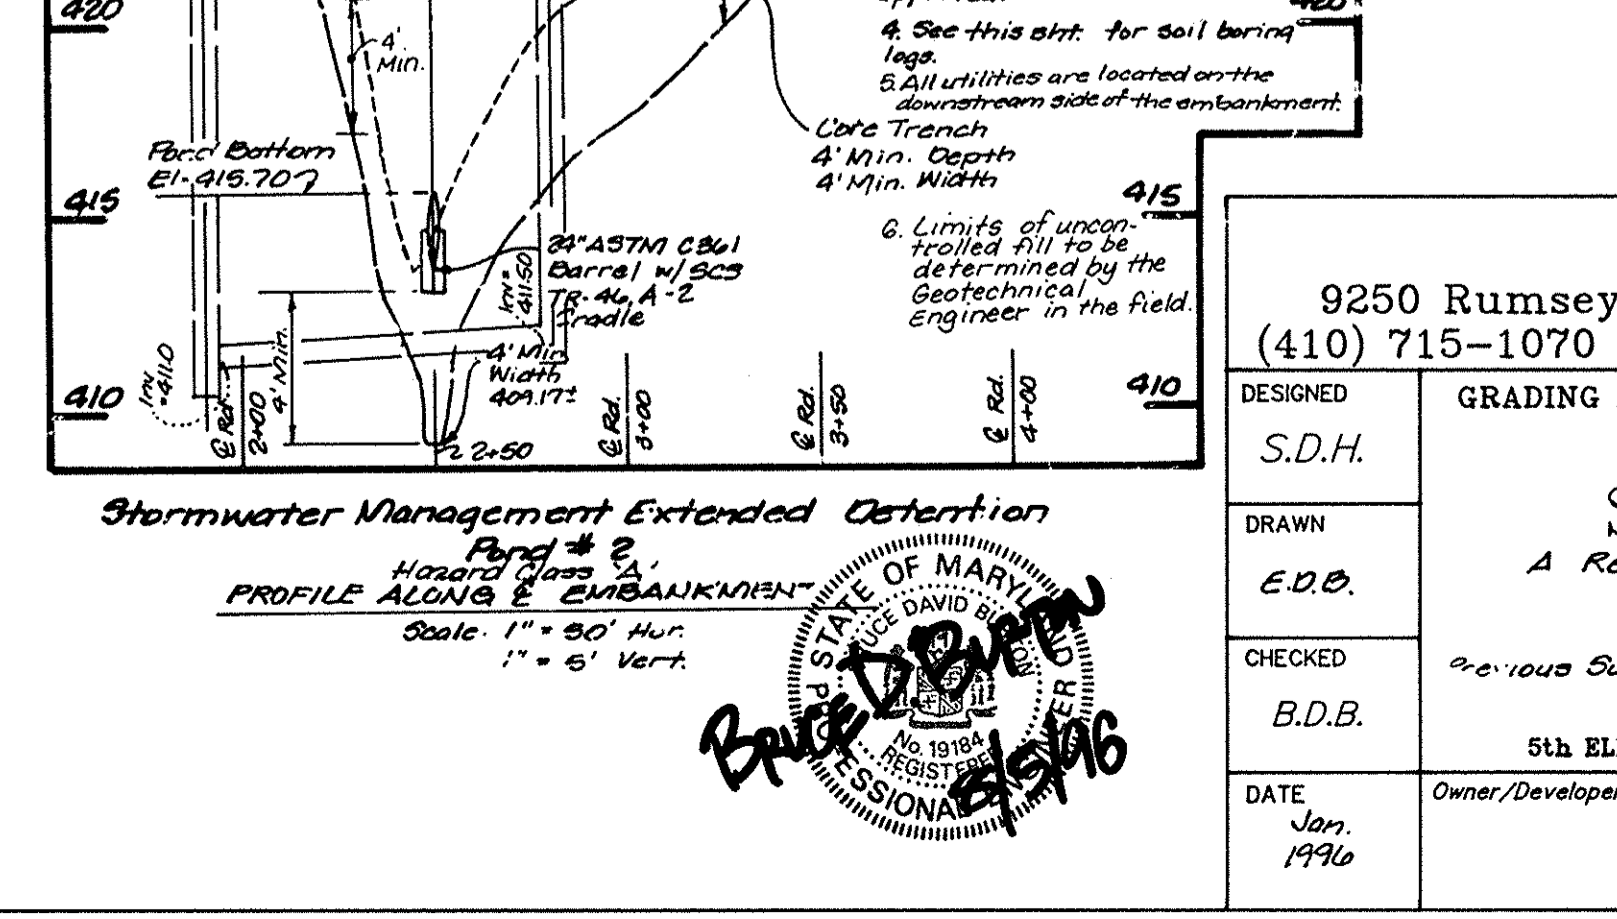 420
4'
Min.
4. See this sht. for soil boring
logs.
5. All utilities are located on the
downstream side of the embankment.
Core Trench
4' Min. Depth
4' Min. Width
Pond Bottom
El. 415.70
415
415
6. Limits of uncon-
trolled fill to be
determined by the
Geotechnical
Engineer in the field.
24" ASTM C361
Barrel w/ SCS
TR-46, A-2
Cradle
INV=
411.50
4' Min.
4' Min.
Width
409.17±
INV
=411.0
410
410
℄ Rd.
2+00
2+50
℄ Rd.
3+00
℄ Rd.
3+50
℄ Rd.
4+00
Stormwater Management Extended Detention
Pond # 2
Hazard Class 'A'
PROFILE ALONG ℄ EMBANKMENT
Scale: 1" = 50' Hor.
1" = 5' Vert.
STATE OF MARYLAND
BRUCE DAVID BURTON
No. 19184
REGISTERED
PROFESSIONAL ENGINEER
BRUCE D. BURTON
8/5/96
9250 Rumsey
(410) 715-1070
DESIGNED
S.D.H.
DRAWN
E.D.B.
CHECKED
B.D.B.
DATE
Jan.
1996
GRADING
A
Previous
5th
Owner/Developer